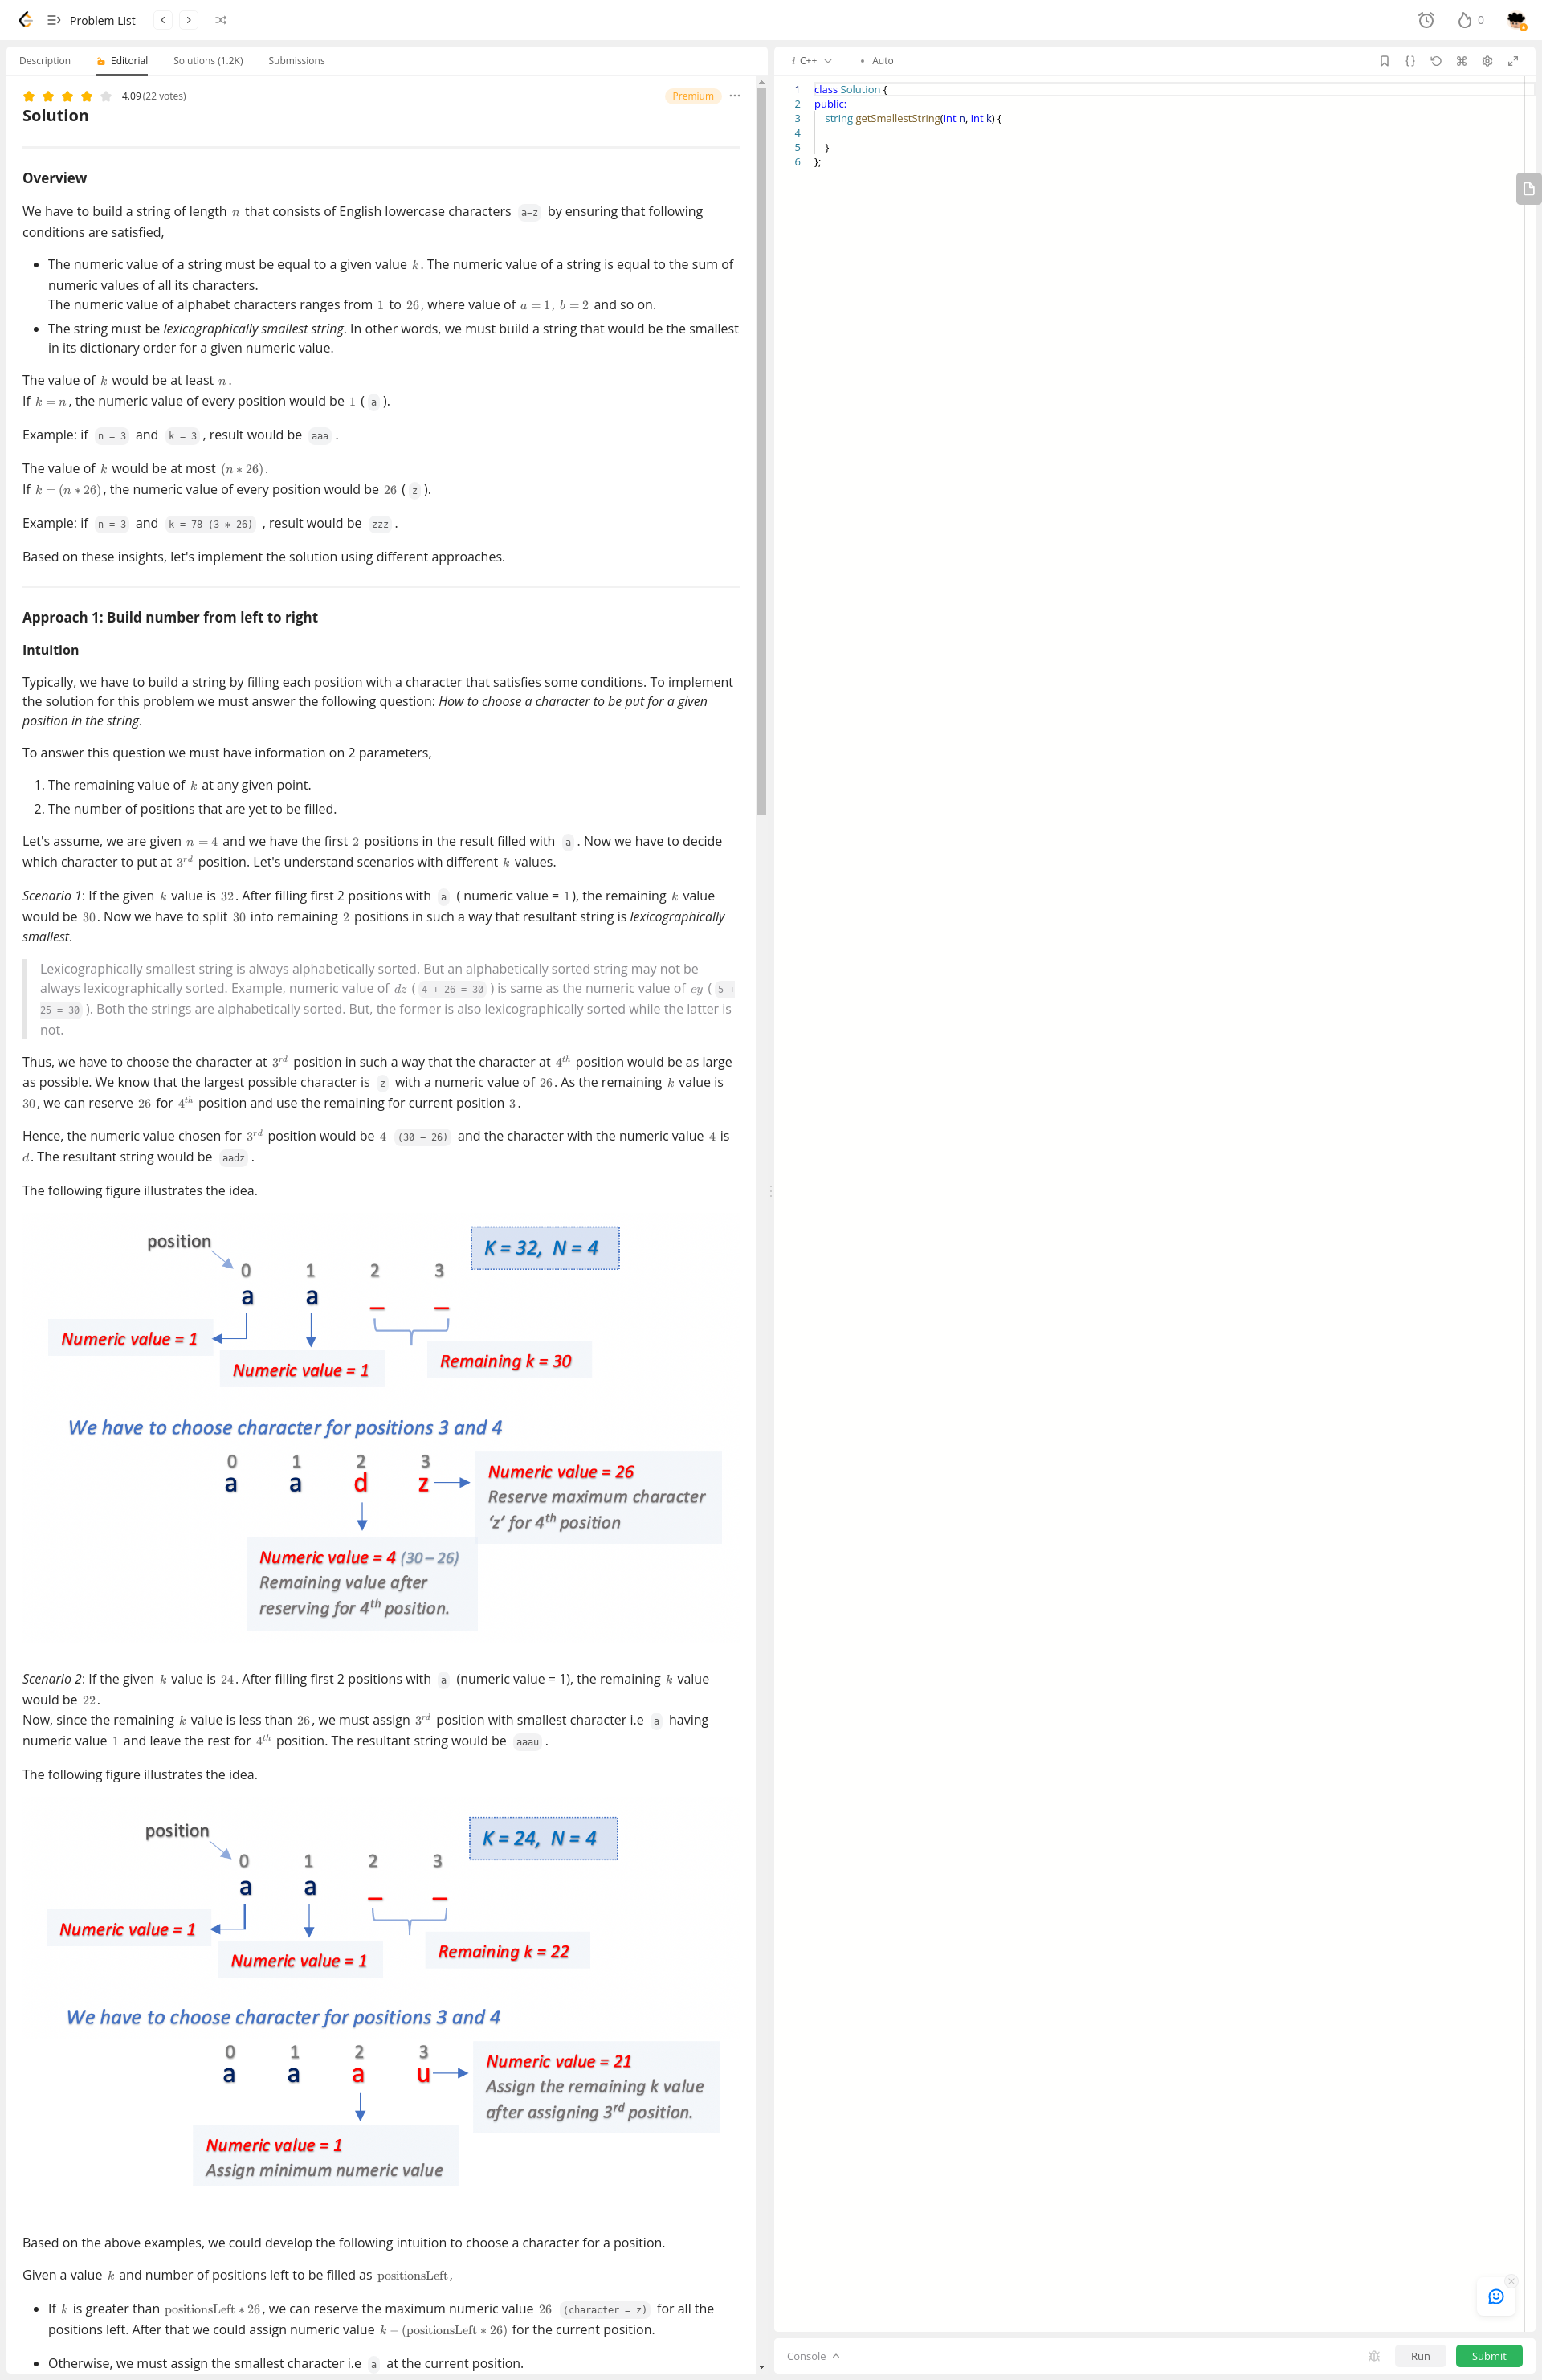 Problem List
0
Description
Editorial
Solutions (1.2K)
Submissions
4.09 (22 votes)
Premium
Solution
Overview
We have to build a string of length n that consists of English lowercase characters a-z by ensuring that following
conditions are satisfied,
• The numeric value of a string must be equal to a given value k. The numeric value of a string is equal to the sum of
numeric values of all its characters.
The numeric value of alphabet characters ranges from 1 to 26, where value of a = 1, b = 2 and so on.
• The string must be lexicographically smallest string. In other words, we must build a string that would be the smallest
in its dictionary order for a given numeric value.
The value of k would be at least n.
If k = n, the numeric value of every position would be 1 ( a ).
Example: if n = 3 and k = 3 , result would be aaa .
The value of k would be at most (n * 26).
If k = (n * 26), the numeric value of every position would be 26 ( z ).
Example: if n = 3 and k = 78 (3 * 26) , result would be zzz .
Based on these insights, let's implement the solution using different approaches.
Approach 1: Build number from left to right
Intuition
Typically, we have to build a string by filling each position with a character that satisfies some conditions. To implement
the solution for this problem we must answer the following question: How to choose a character to be put for a given
position in the string.
To answer this question we must have information on 2 parameters,
1. The remaining value of k at any given point.
2. The number of positions that are yet to be filled.
Let's assume, we are given n = 4 and we have the first 2 positions in the result filled with a . Now we have to decide
which character to put at 3rd position. Let's understand scenarios with different k values.
Scenario 1: If the given k value is 32. After filling first 2 positions with a ( numeric value = 1), the remaining k value
would be 30. Now we have to split 30 into remaining 2 positions in such a way that resultant string is lexicographically
smallest.
Lexicographically smallest string is always alphabetically sorted. But an alphabetically sorted string may not be
always lexicographically sorted. Example, numeric value of dz ( 4 + 26 = 30 ) is same as the numeric value of ey ( 5 +
25 = 30 ). Both the strings are alphabetically sorted. But, the former is also lexicographically sorted while the latter is
not.
Thus, we have to choose the character at 3rd position in such a way that the character at 4th position would be as large
as possible. We know that the largest possible character is z with a numeric value of 26. As the remaining k value is
30, we can reserve 26 for 4th position and use the remaining for current position 3.
Hence, the numeric value chosen for 3rd position would be 4 (30 - 26) and the character with the numeric value 4 is
d. The resultant string would be aadz .
The following figure illustrates the idea.
position
K = 32, N = 4
0 1 2 3
a a _ _
Numeric value = 1
Numeric value = 1
Remaining k = 30
We have to choose character for positions 3 and 4
0 1 2 3
a a d z
Numeric value = 26
Reserve maximum character
'z' for 4th position
Numeric value = 4 (30 – 26)
Remaining value after
reserving for 4th position.
Scenario 2: If the given k value is 24. After filling first 2 positions with a (numeric value = 1), the remaining k value
would be 22.
Now, since the remaining k value is less than 26, we must assign 3rd position with smallest character i.e a having
numeric value 1 and leave the rest for 4th position. The resultant string would be aaau .
The following figure illustrates the idea.
position
K = 24, N = 4
0 1 2 3
a a _ _
Numeric value = 1
Numeric value = 1
Remaining k = 22
We have to choose character for positions 3 and 4
0 1 2 3
a a a u
Numeric value = 21
Assign the remaining k value
after assigning 3rd position.
Numeric value = 1
Assign minimum numeric value
Based on the above examples, we could develop the following intuition to choose a character for a position.
Given a value k and number of positions left to be filled as positionsLeft,
• If k is greater than positionsLeft * 26, we can reserve the maximum numeric value 26 (character = z) for all the
positions left. After that we could assign numeric value k − (positionsLeft * 26) for the current position.
• Otherwise, we must assign the smallest character i.e a at the current position.
i C++
• Auto
1 class Solution {
2 public:
3 string getSmallestString(int n, int k) {
4
5 }
6 };
Console
Run
Submit